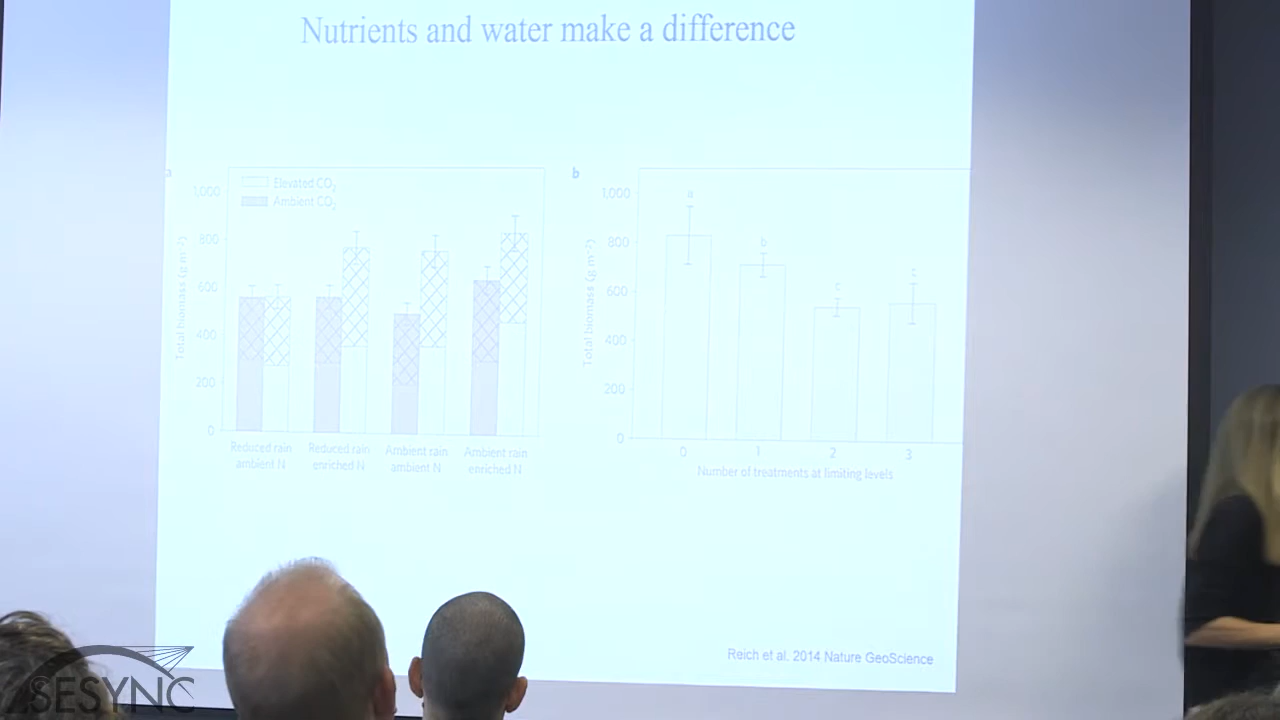 Nutrients and water make a difference
a
Elevated CO₂
Ambient CO₂
1,000
800
600
400
200
0
Total biomass (g m⁻²)
Reduced rain
ambient N
Reduced rain
enriched N
Ambient rain
ambient N
Ambient rain
enriched N
b
1,000
800
600
400
200
0
Total biomass (g m⁻²)
a
b
c
c
0 1 2 3
Number of treatments at limiting levels
Reich et al. 2014 Nature GeoScience
SESYNC